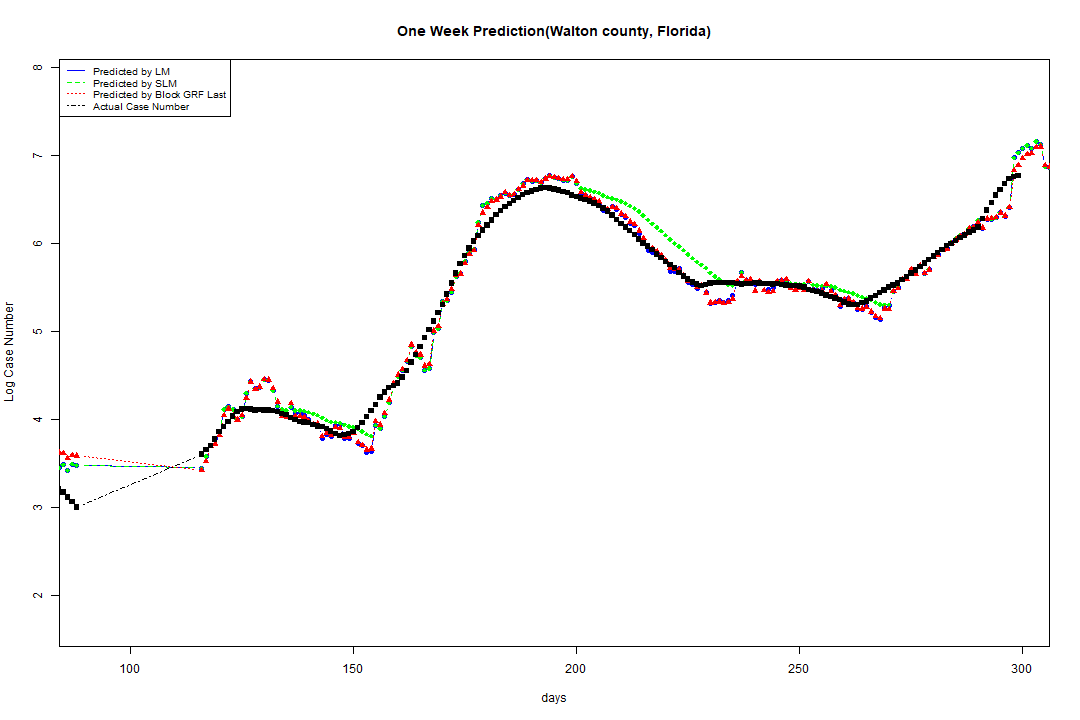 One Week Prediction(Walton county, Florida)
Predicted by LM
Predicted by SLM
Predicted by Block GRF Last
Actual Case Number
8
7
6
5
4
3
2
Log Case Number
100 150 200 250 300
days